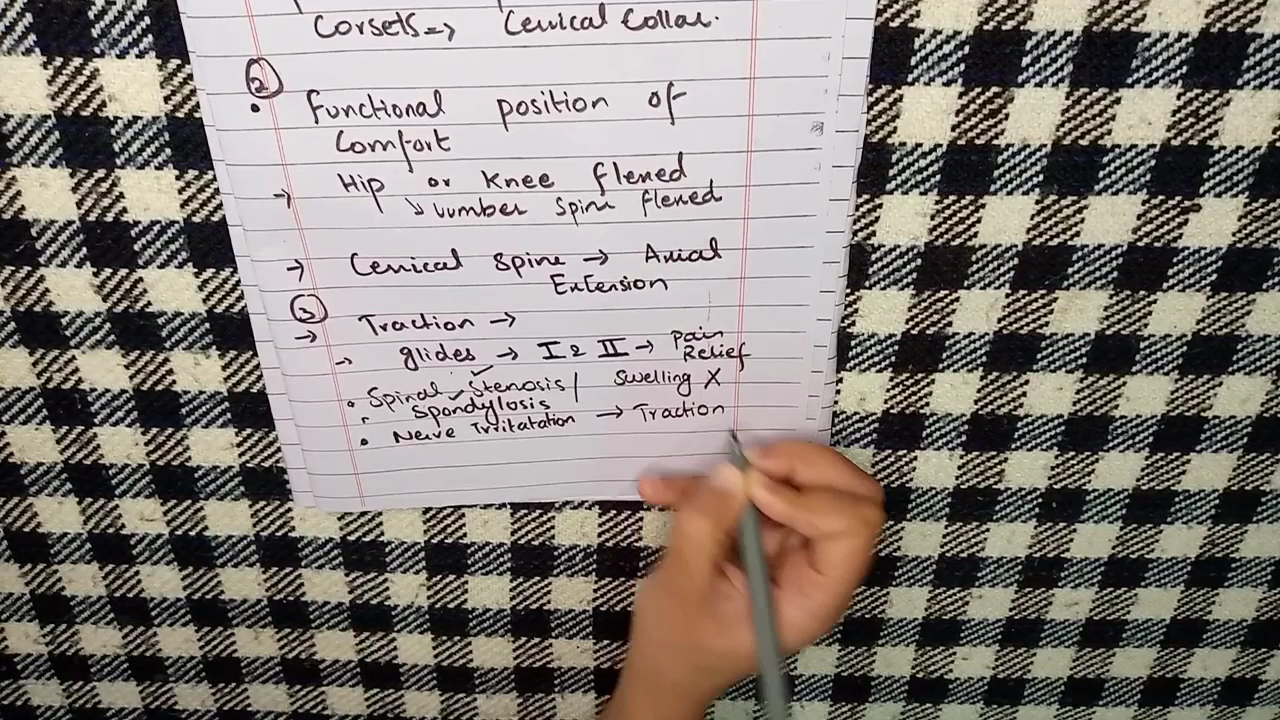 Corsets => Cervical Collar.
②
• Functional position of
Comfort
→ Hip or Knee flexed
↘ Lumber Spine flexed
→ Cervical Spine → Axial
Extension
③
→ Traction →
→ glides → I & II → Pain
Relief
• Spinal Stenosis / Swelling X
• Spondylosis
• Nerve Irritatation → Traction